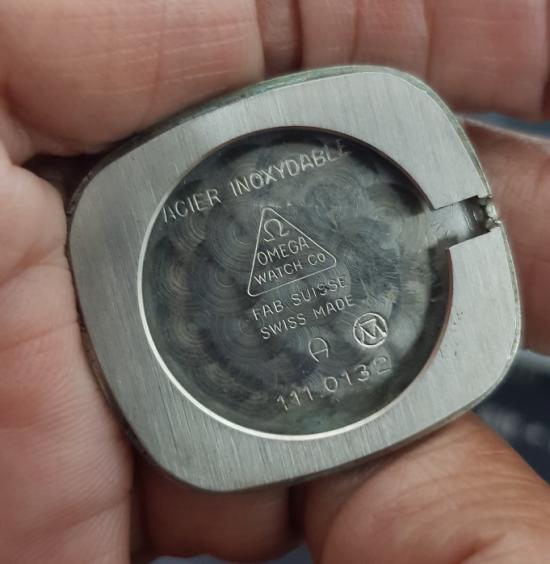 ACIER INOXYDABLE
Ω
OMEGA
WATCH Co
FAB. SUISSE
SWISS MADE
A M
111.0132